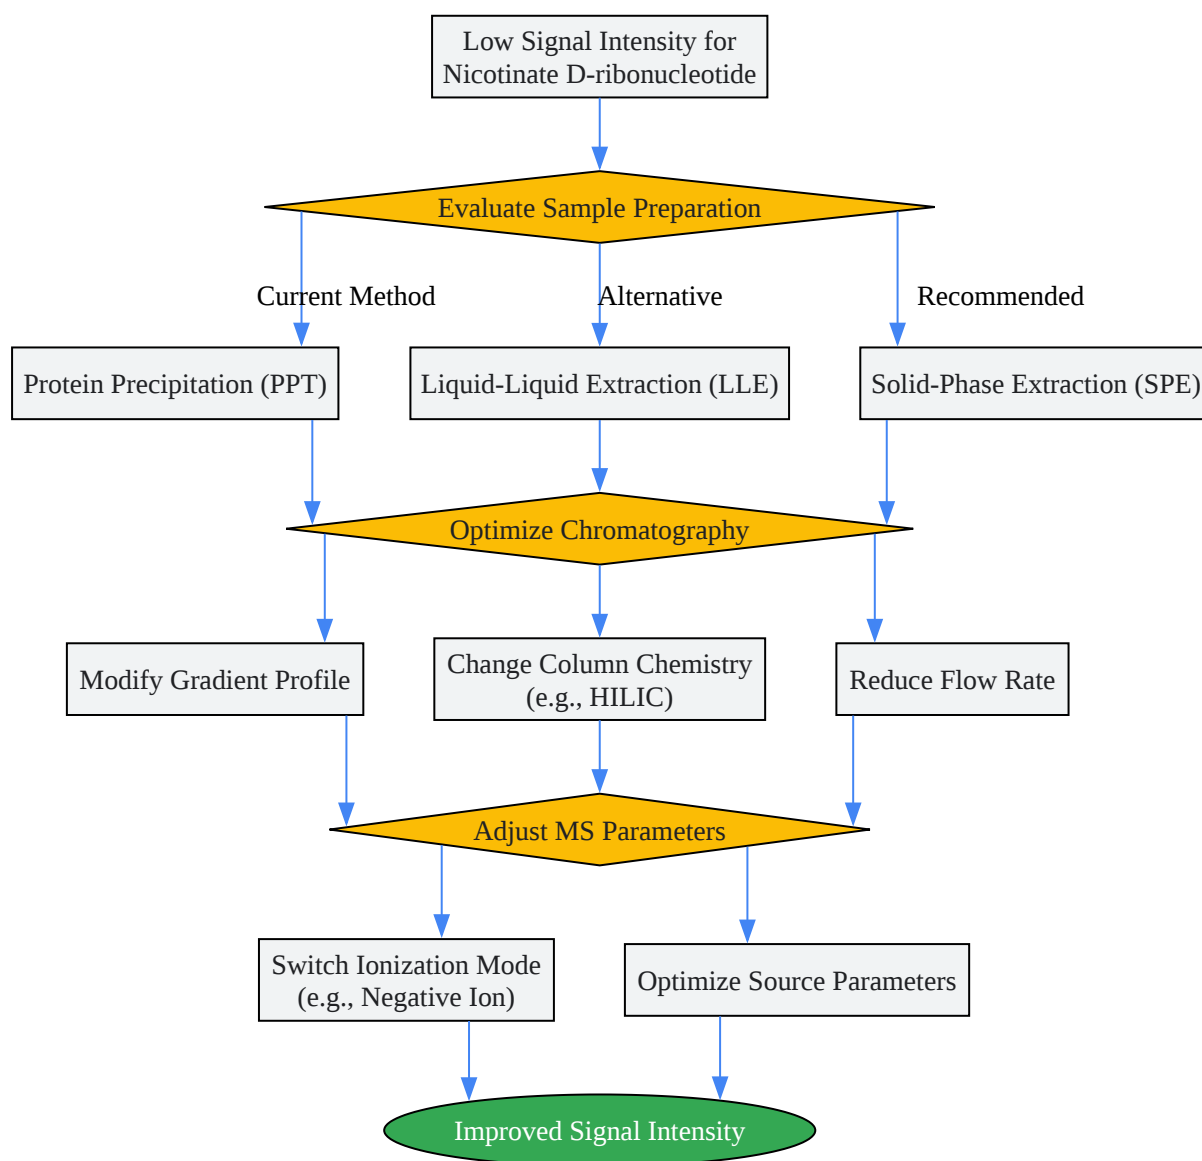 Low Signal Intensity for
Nicotinate D-ribonucleotide
Evaluate Sample Preparation
Current Method
Alternative
Recommended
Protein Precipitation (PPT)
Liquid-Liquid Extraction (LLE)
Solid-Phase Extraction (SPE)
Optimize Chromatography
Modify Gradient Profile
Change Column Chemistry
(e.g., HILIC)
Reduce Flow Rate
Adjust MS Parameters
Switch Ionization Mode
(e.g., Negative Ion)
Optimize Source Parameters
Improved Signal Intensity